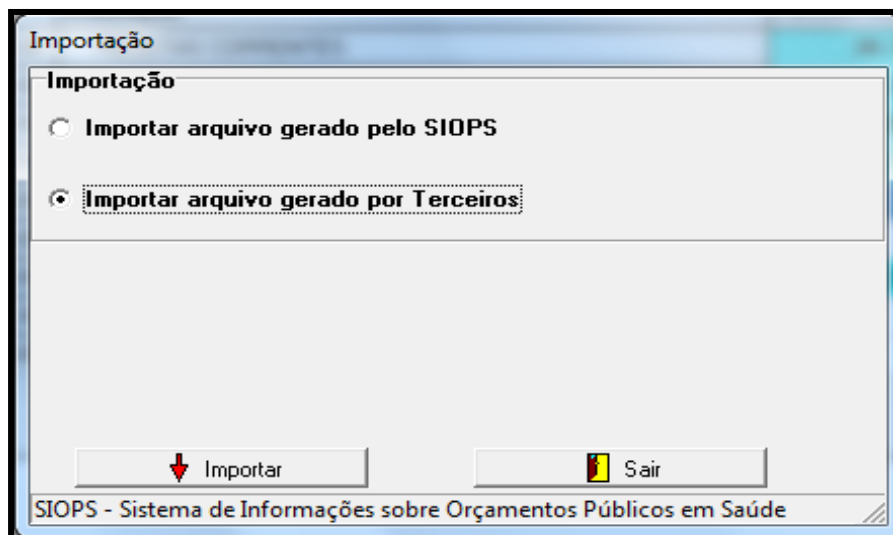 Importação
Importação
Importar arquivo gerado pelo SIOPS
Importar arquivo gerado por Terceiros
Importar
Sair
SIOPS - Sistema de Informações sobre Orçamentos Públicos em Saúde